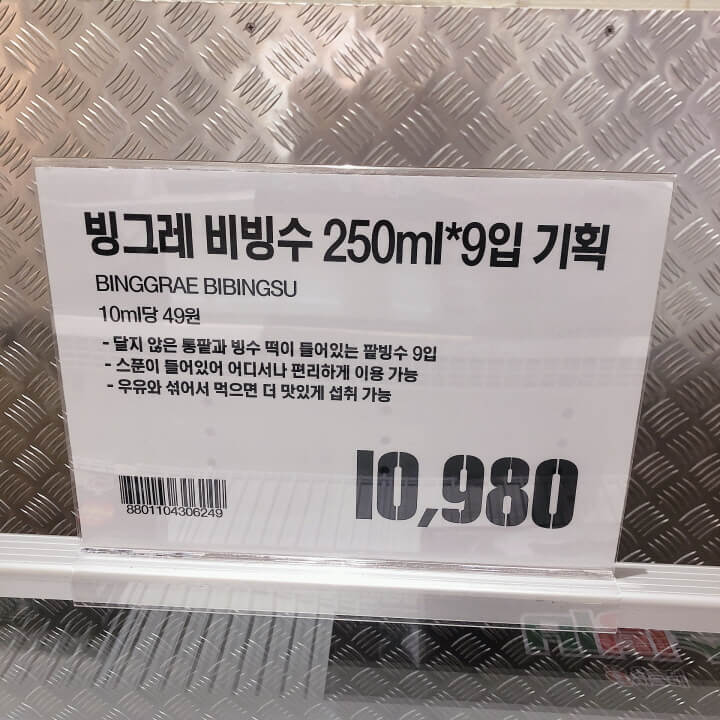 빙그레 비빙수 250ml*9입 기획
BINGGRAE BIBINGSU
10ml당 49원
- 달지 않은 통팥과 빙수 떡이 들어있는 팥빙수 9입
- 스푼이 들어있어 어디서나 편리하게 이용 가능
- 우유와 섞어서 먹으면 더 맛있게 섭취 가능
10,980
8801104306249